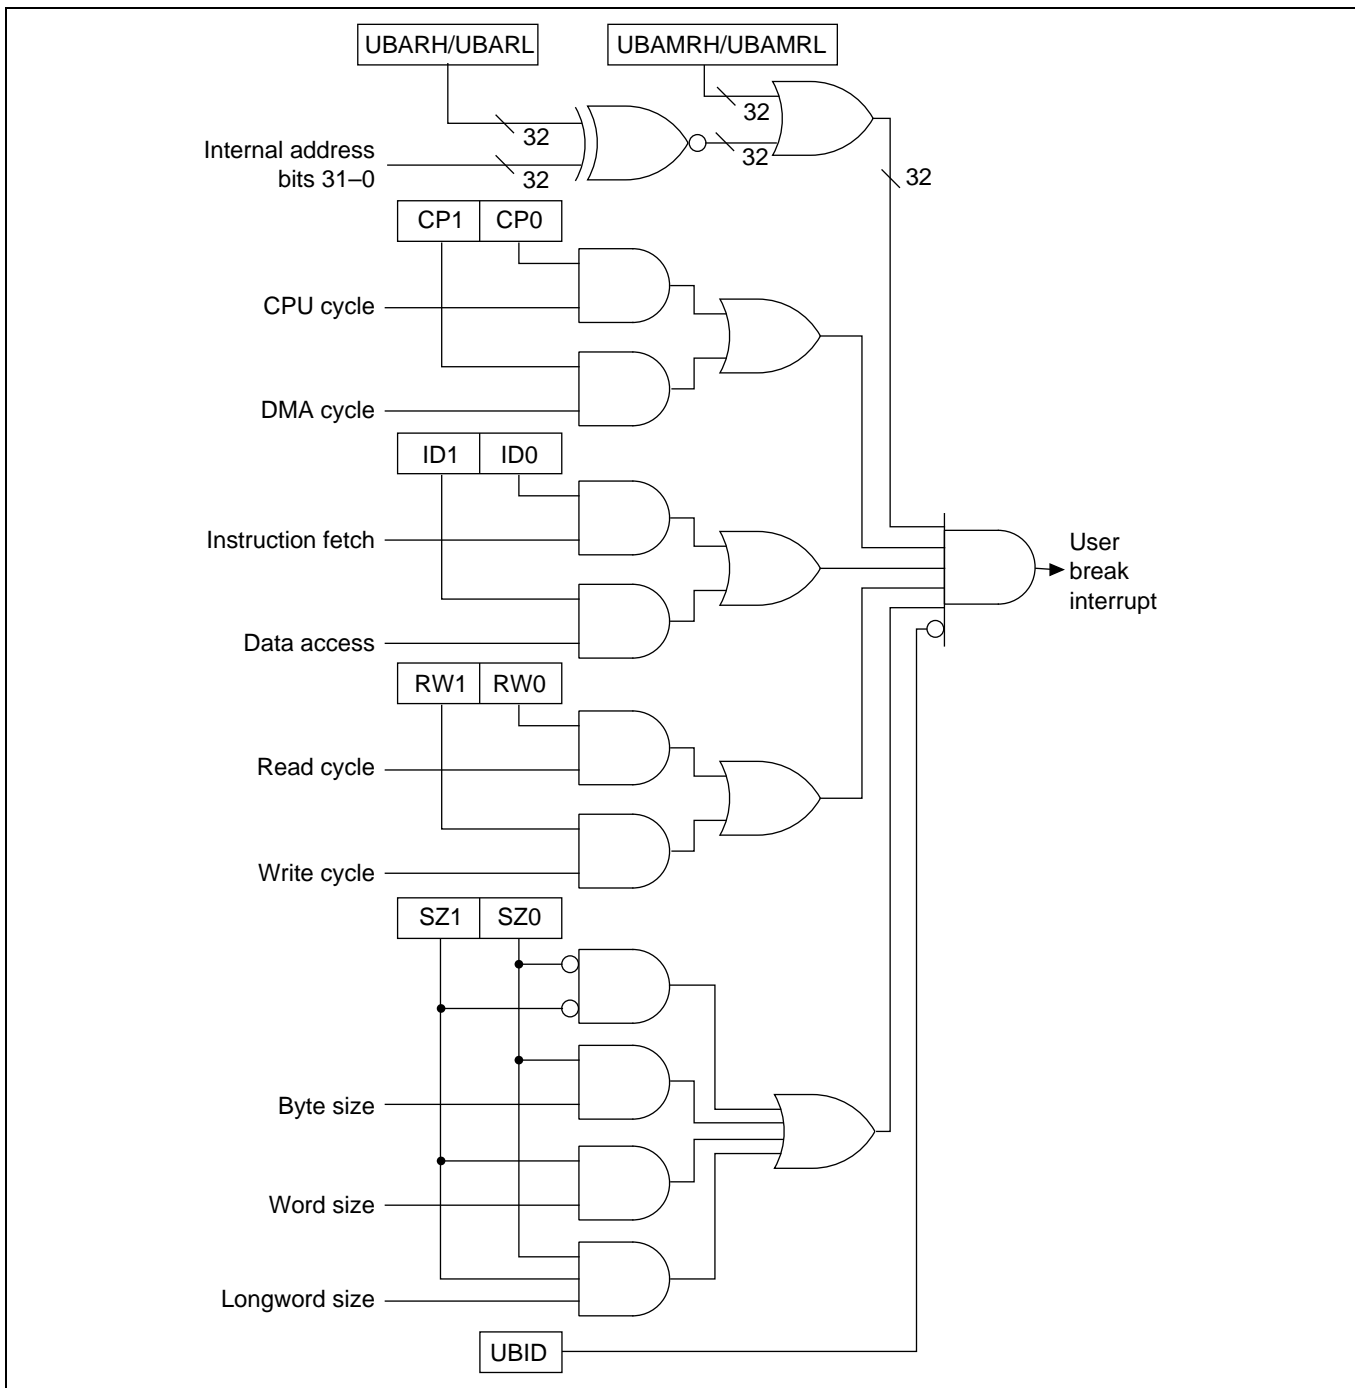 UBARH/UBARL
UBAMRH/UBAMRL
32
32
32
32
32
Internal address
bits 31–0
CP1
CP0
CPU cycle
DMA cycle
ID1
ID0
Instruction fetch
Data access
User
break
interrupt
RW1
RW0
Read cycle
Write cycle
SZ1
SZ0
Byte size
Word size
Longword size
UBID